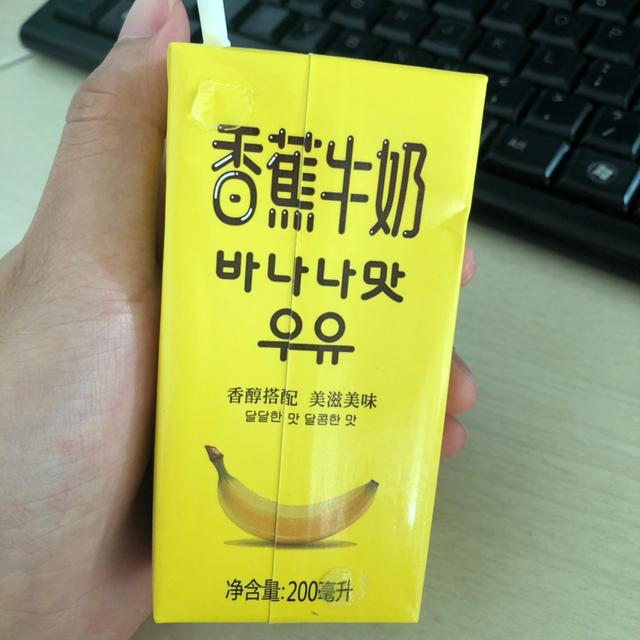 香蕉牛奶
바나나맛
우유
香醇搭配 美滋美味
달달한 맛 달콤한 맛
净含量:200毫升
Alt